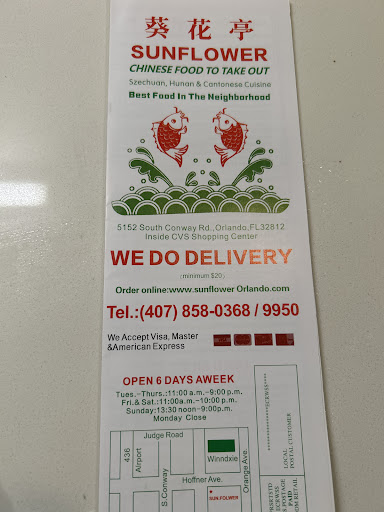 葵花亭
SUNFLOWER
CHINESE FOOD TO TAKE OUT
Szechuan, Hunan & Cantonese Cuisine
Best Food In The Neighborhood
5152 South Conway Rd.,Orlando,FL32812
Inside CVS Shopping Center
WE DO DELIVERY
(minimum $20)
Order online:www.sunflower Orlando.com
Tel.:(407) 858-0368 / 9950
We Accept Visa, Master
&American Express
OPEN 6 DAYS AWEEK
Tues.-Thurs.:11:00 a.m.-9:00 p.m.
Fri.& Sat.:11:00a.m.-10:00 p.m.
Sunday:13:30 noon-9:00p.m.
Monday Close
Judge Road
436
Airport
S.Conway
Winndxie
Orange Ave.
Hoffner Ave.
SUN.FOLWER
LOCAL
POSTAL CUSTOMER
POSTAGE
PAID